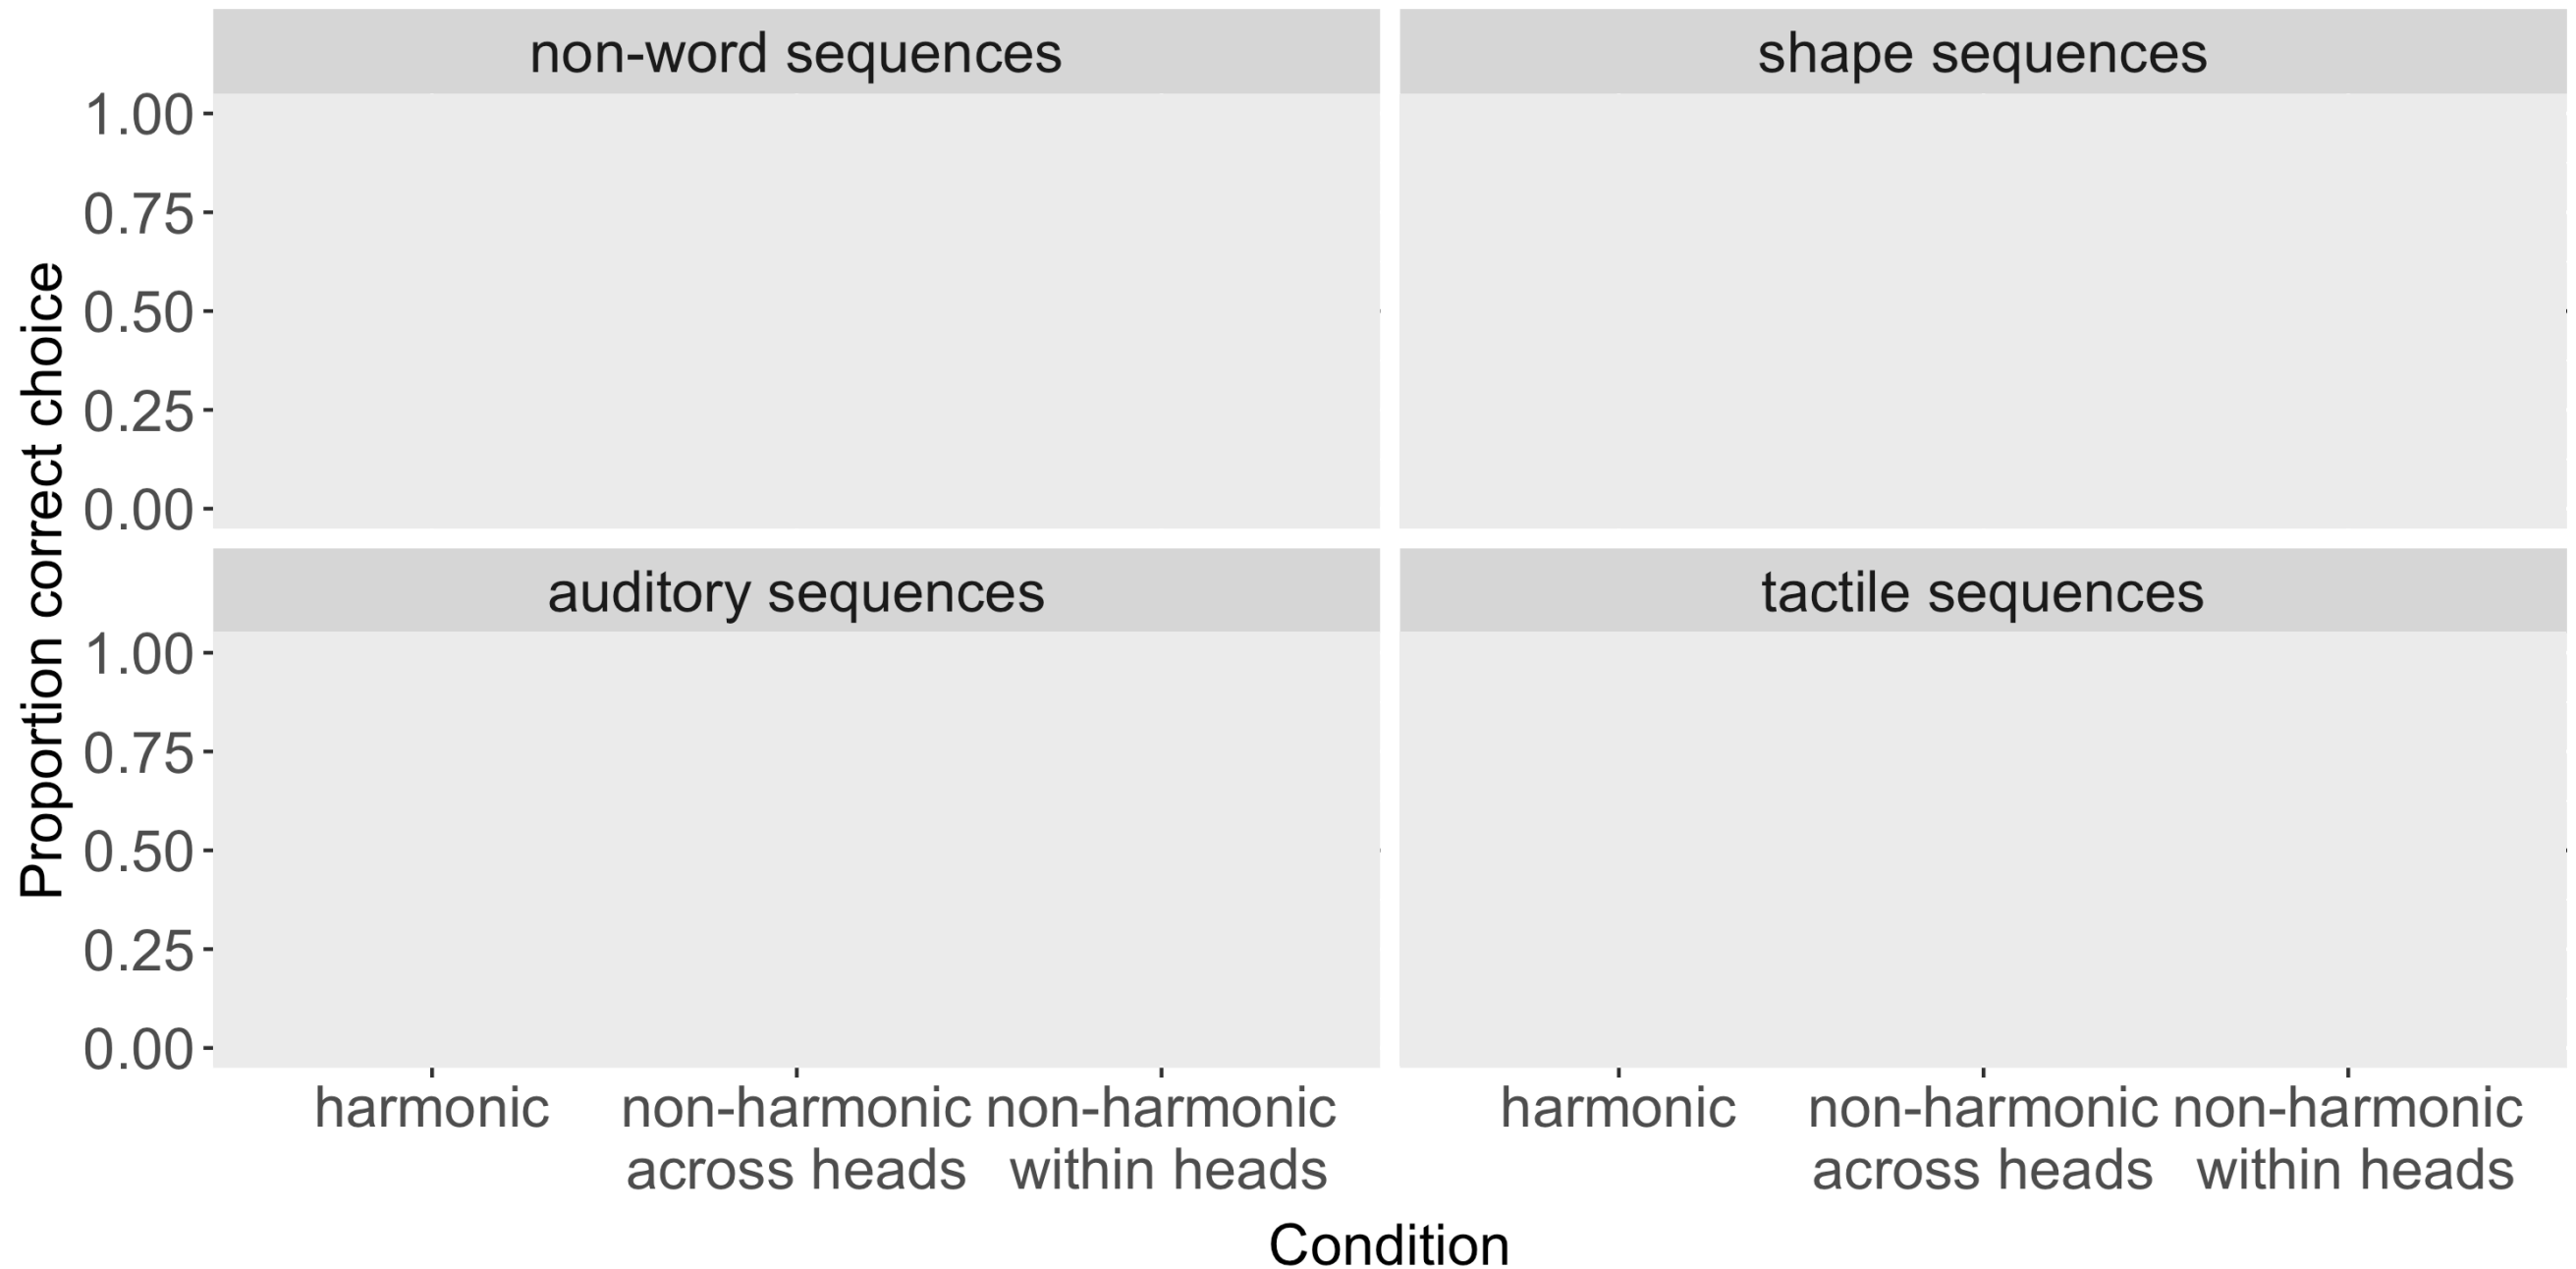 non-word sequences
shape sequences
1.00
0.75
0.50
0.25
0.00
auditory sequences
tactile sequences
1.00
0.75
0.50
0.25
0.00
Proportion correct choice
harmonic
non-harmonic
across heads
non-harmonic
within heads
harmonic
non-harmonic
across heads
non-harmonic
within heads
Condition